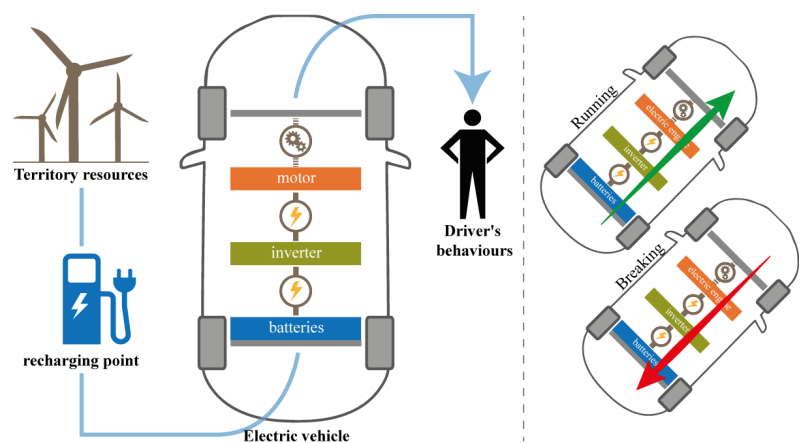 Territory resources
recharging point
motor
inverter
batteries
Electric vehicle
Driver's
behaviours
Running
electric engine
inverter
batteries
Breaking
electric engine
inverter
batteries